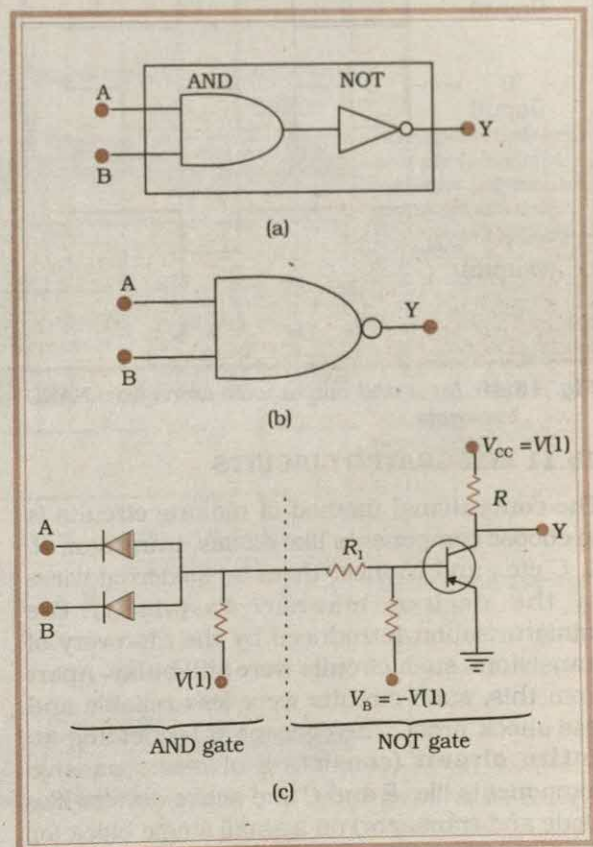 AND NOT
A
Y
B
(a)
A
Y
B
(b)
V_CC = V(1)
R
A
Y
R₁
B
V(1)
V_B = -V(1)
AND gate NOT gate
(c)